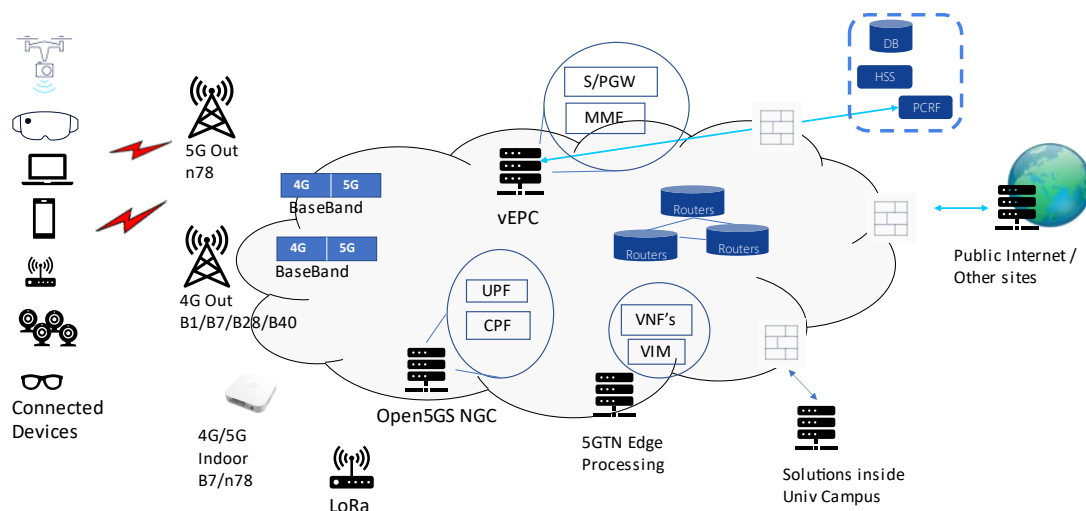 DB
HSS
PCRF
S/PGW
MME
5G Out
n78
4G 5G
BaseBand
vEPC
Routers
Routers
Routers
4G 5G
BaseBand
Public Internet /
Other sites
4G Out
B1/B7/B28/B40
UPF
CPF
VNF's
VIM
Connected
Devices
Open5GS NGC
4G/5G
Indoor
B7/n78
5GTN Edge
Processing
Solutions inside
Univ Campus
LoRa